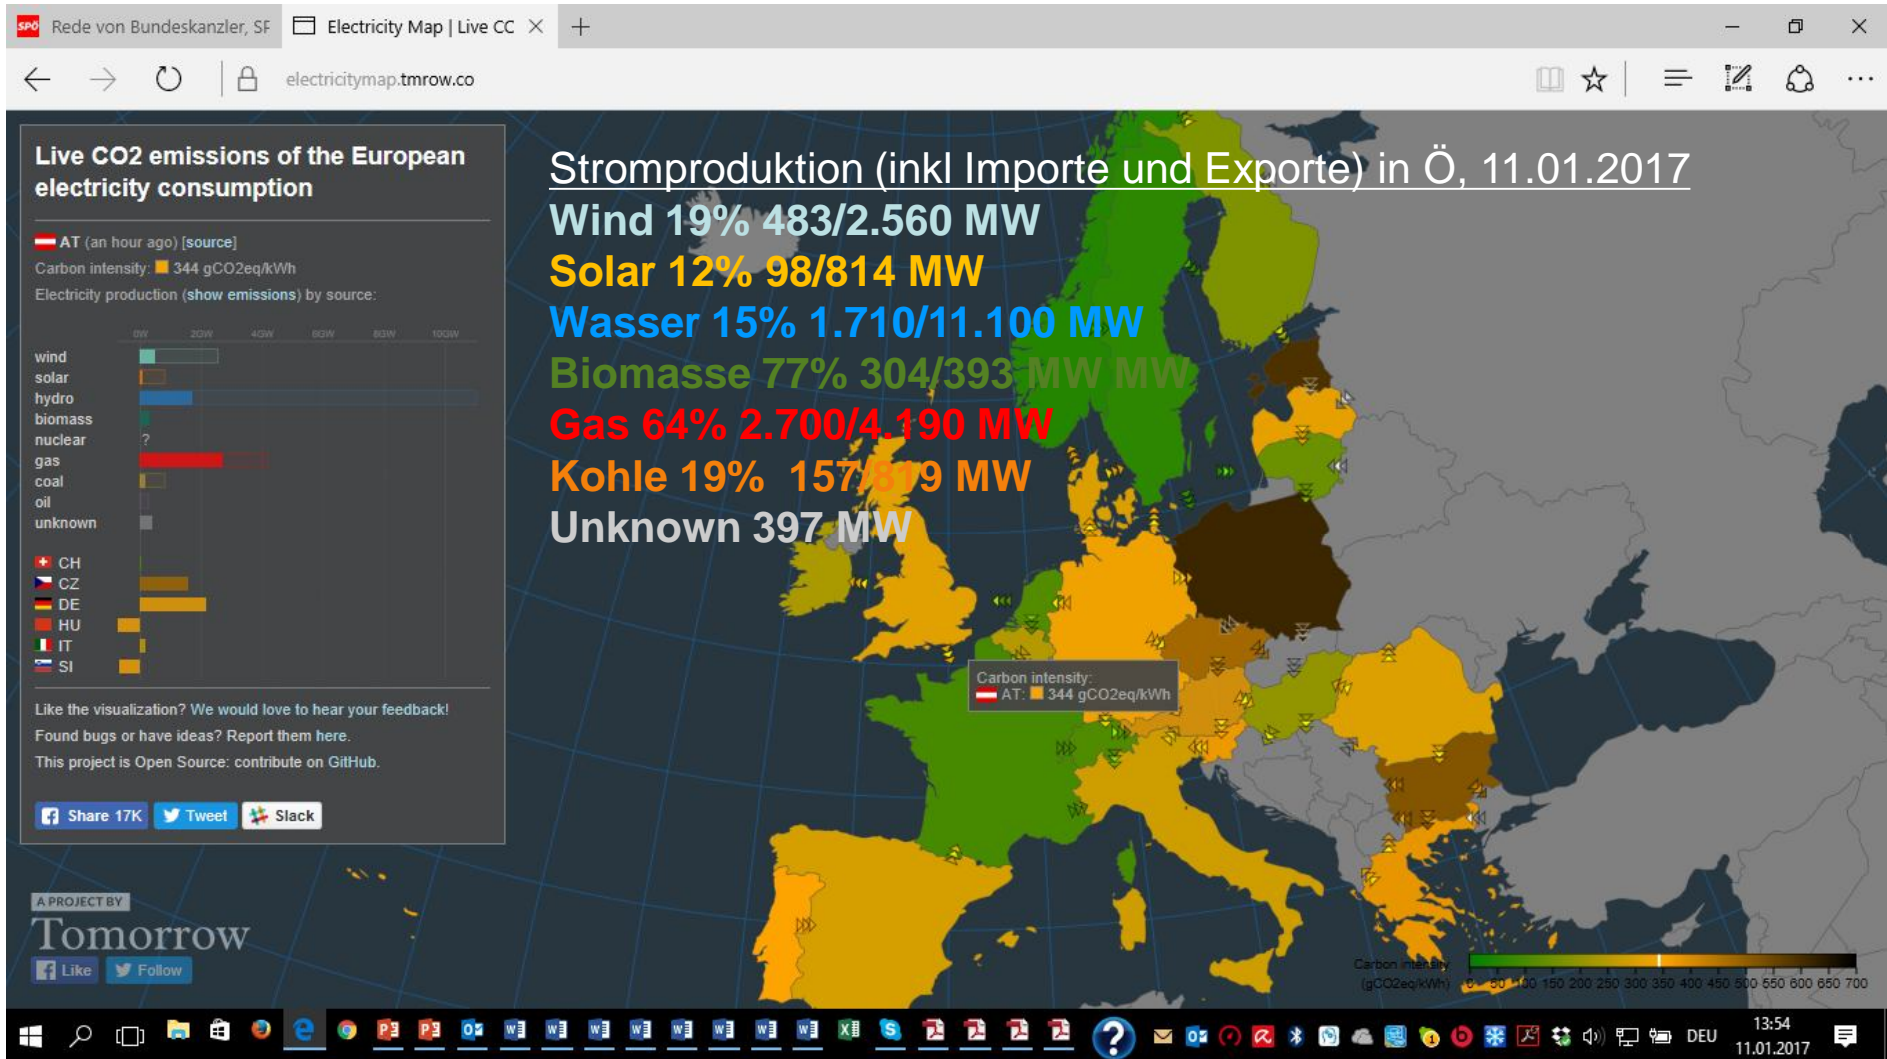 Rede von Bundeskanzler, SF
Electricity Map | Live CC
electricitymap.tmrow.co
Live CO2 emissions of the European
electricity consumption
AT (an hour ago) [source]
Carbon intensity: 344 gCO2eq/kWh
Electricity production (show emissions) by source:
0W 2GW 4GW 6GW 8GW 10GW
wind
solar
hydro
biomass
nuclear ?
gas
coal
oil
unknown
CH
CZ
DE
HU
IT
SI
Like the visualization? We would love to hear your feedback!
Found bugs or have ideas? Report them here.
This project is Open Source: contribute on GitHub.
Share 17K Tweet Slack
A PROJECT BY
Tomorrow
Like Follow
Stromproduktion (inkl Importe und Exporte) in Ö, 11.01.2017
Wind 19% 483/2.560 MW
Solar 12% 98/814 MW
Wasser 15% 1.710/11.100 MW
Biomasse 77% 304/393 MW MW
Gas 64% 2.700/4.190 MW
Kohle 19% 157/819 MW
Unknown 397 MW
Carbon intensity:
AT: 344 gCO2eq/kWh
Carbon intensity
(gCO2eq/kWh) 0 50 100 150 200 250 300 350 400 450 500 550 600 650 700
DEU
13:54
11.01.2017